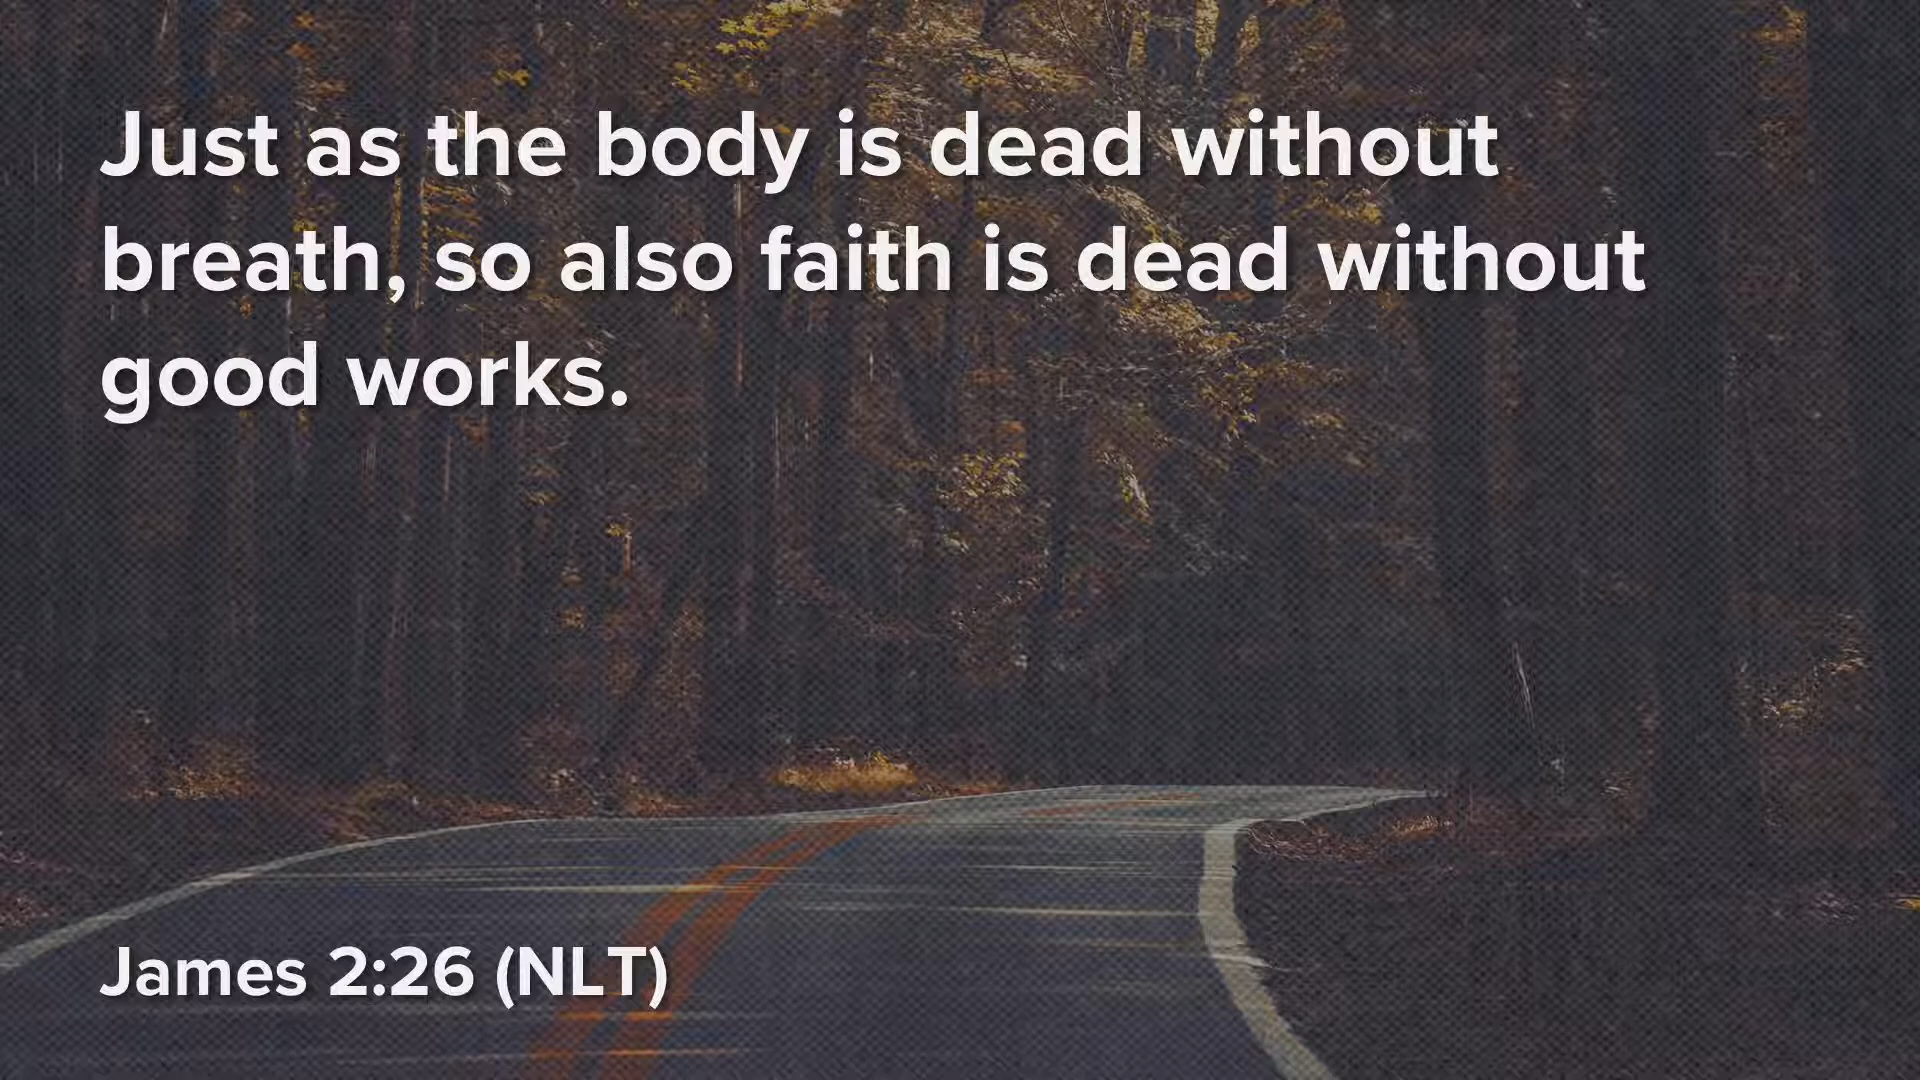 Just as the body is dead without
breath, so also faith is dead without
good works.
James 2:26 (NLT)